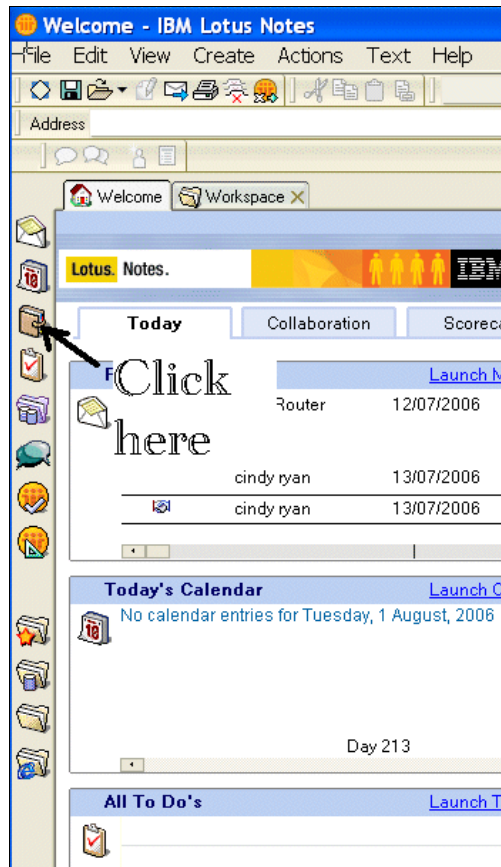 Welcome - IBM Lotus Notes
File Edit View Create Actions Text Help
Address
Welcome Workspace
Lotus. Notes. IBM
Today Collaboration Scoreca
Launch M
Click
here
Router 12/07/2006
cindy ryan 13/07/2006
cindy ryan 13/07/2006
Today's Calendar Launch C
No calendar entries for Tuesday, 1 August, 2006
Day 213
All To Do's Launch T